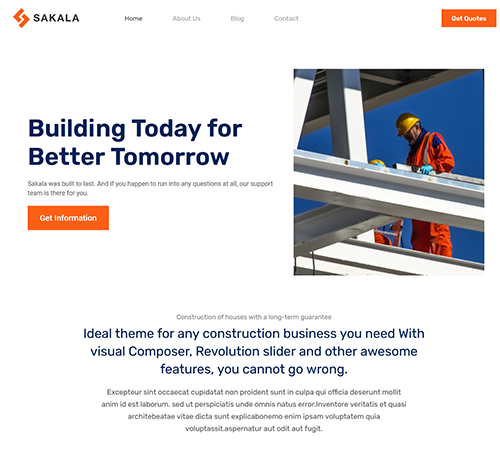 SAKALA
Home
About Us
Blog
Contact
Get Quotes
Building Today for
Better Tomorrow
Sakala was built to last. And if you happen to run into any questions at all, our support
team is there for you.
Get Information
Construction of houses with a long-term guarantee
Ideal theme for any construction business you need With
visual Composer, Revolution slider and other awesome
features, you cannot go wrong.
Excepteur sint occaecat cupidatat non proident sunt in culpa qui officia deserunt mollit
anim id est laborum, sed ut perspiciatis unde omnis natus error.Inventore veritatis et quasi
architebeatae vitae dicta sunt explicabonemo enim ipsam voluptatem quia
voluptassit,aspernatur aut odit aut fugit.